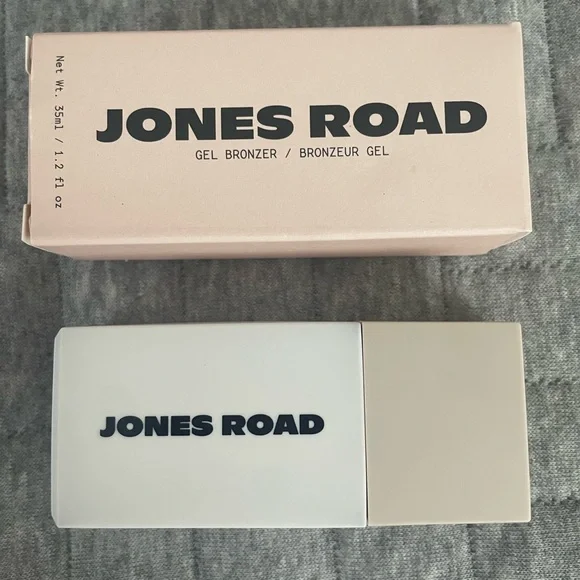 JONES ROAD
GEL BRONZER / BRONZEUR GEL
Net Wt. 35ml / 1.2 fl oz
JONES ROAD